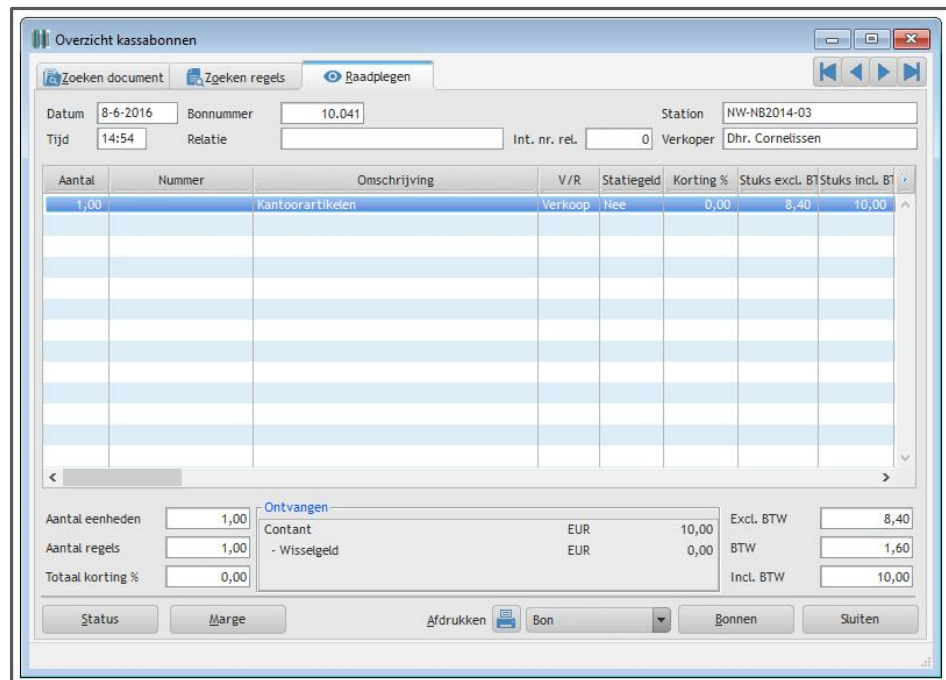 Overzicht kassabonnen
Zoeken document Zoeken regels Raadplegen
Datum 8-6-2016 Bonnummer 10.041 Station NW-NB2014-03
Tijd 14:54 Relatie Int. nr. rel. 0 Verkoper Dhr. Cornelissen
Aantal Nummer Omschrijving V/R Statiegeld Korting % Stuks excl. BT Stuks incl. BT
1,00 Kantoorartikelen Verkoop Nee 0,00 8,40 10,00
Ontvangen
Aantal eenheden 1,00 Contant EUR 10,00 Excl. BTW 8,40
Aantal regels 1,00 - Wisselgeld EUR 0,00 BTW 1,60
Totaal korting % 0,00 Incl. BTW 10,00
Status Marge Afdrukken Bon Bonnen Sluiten